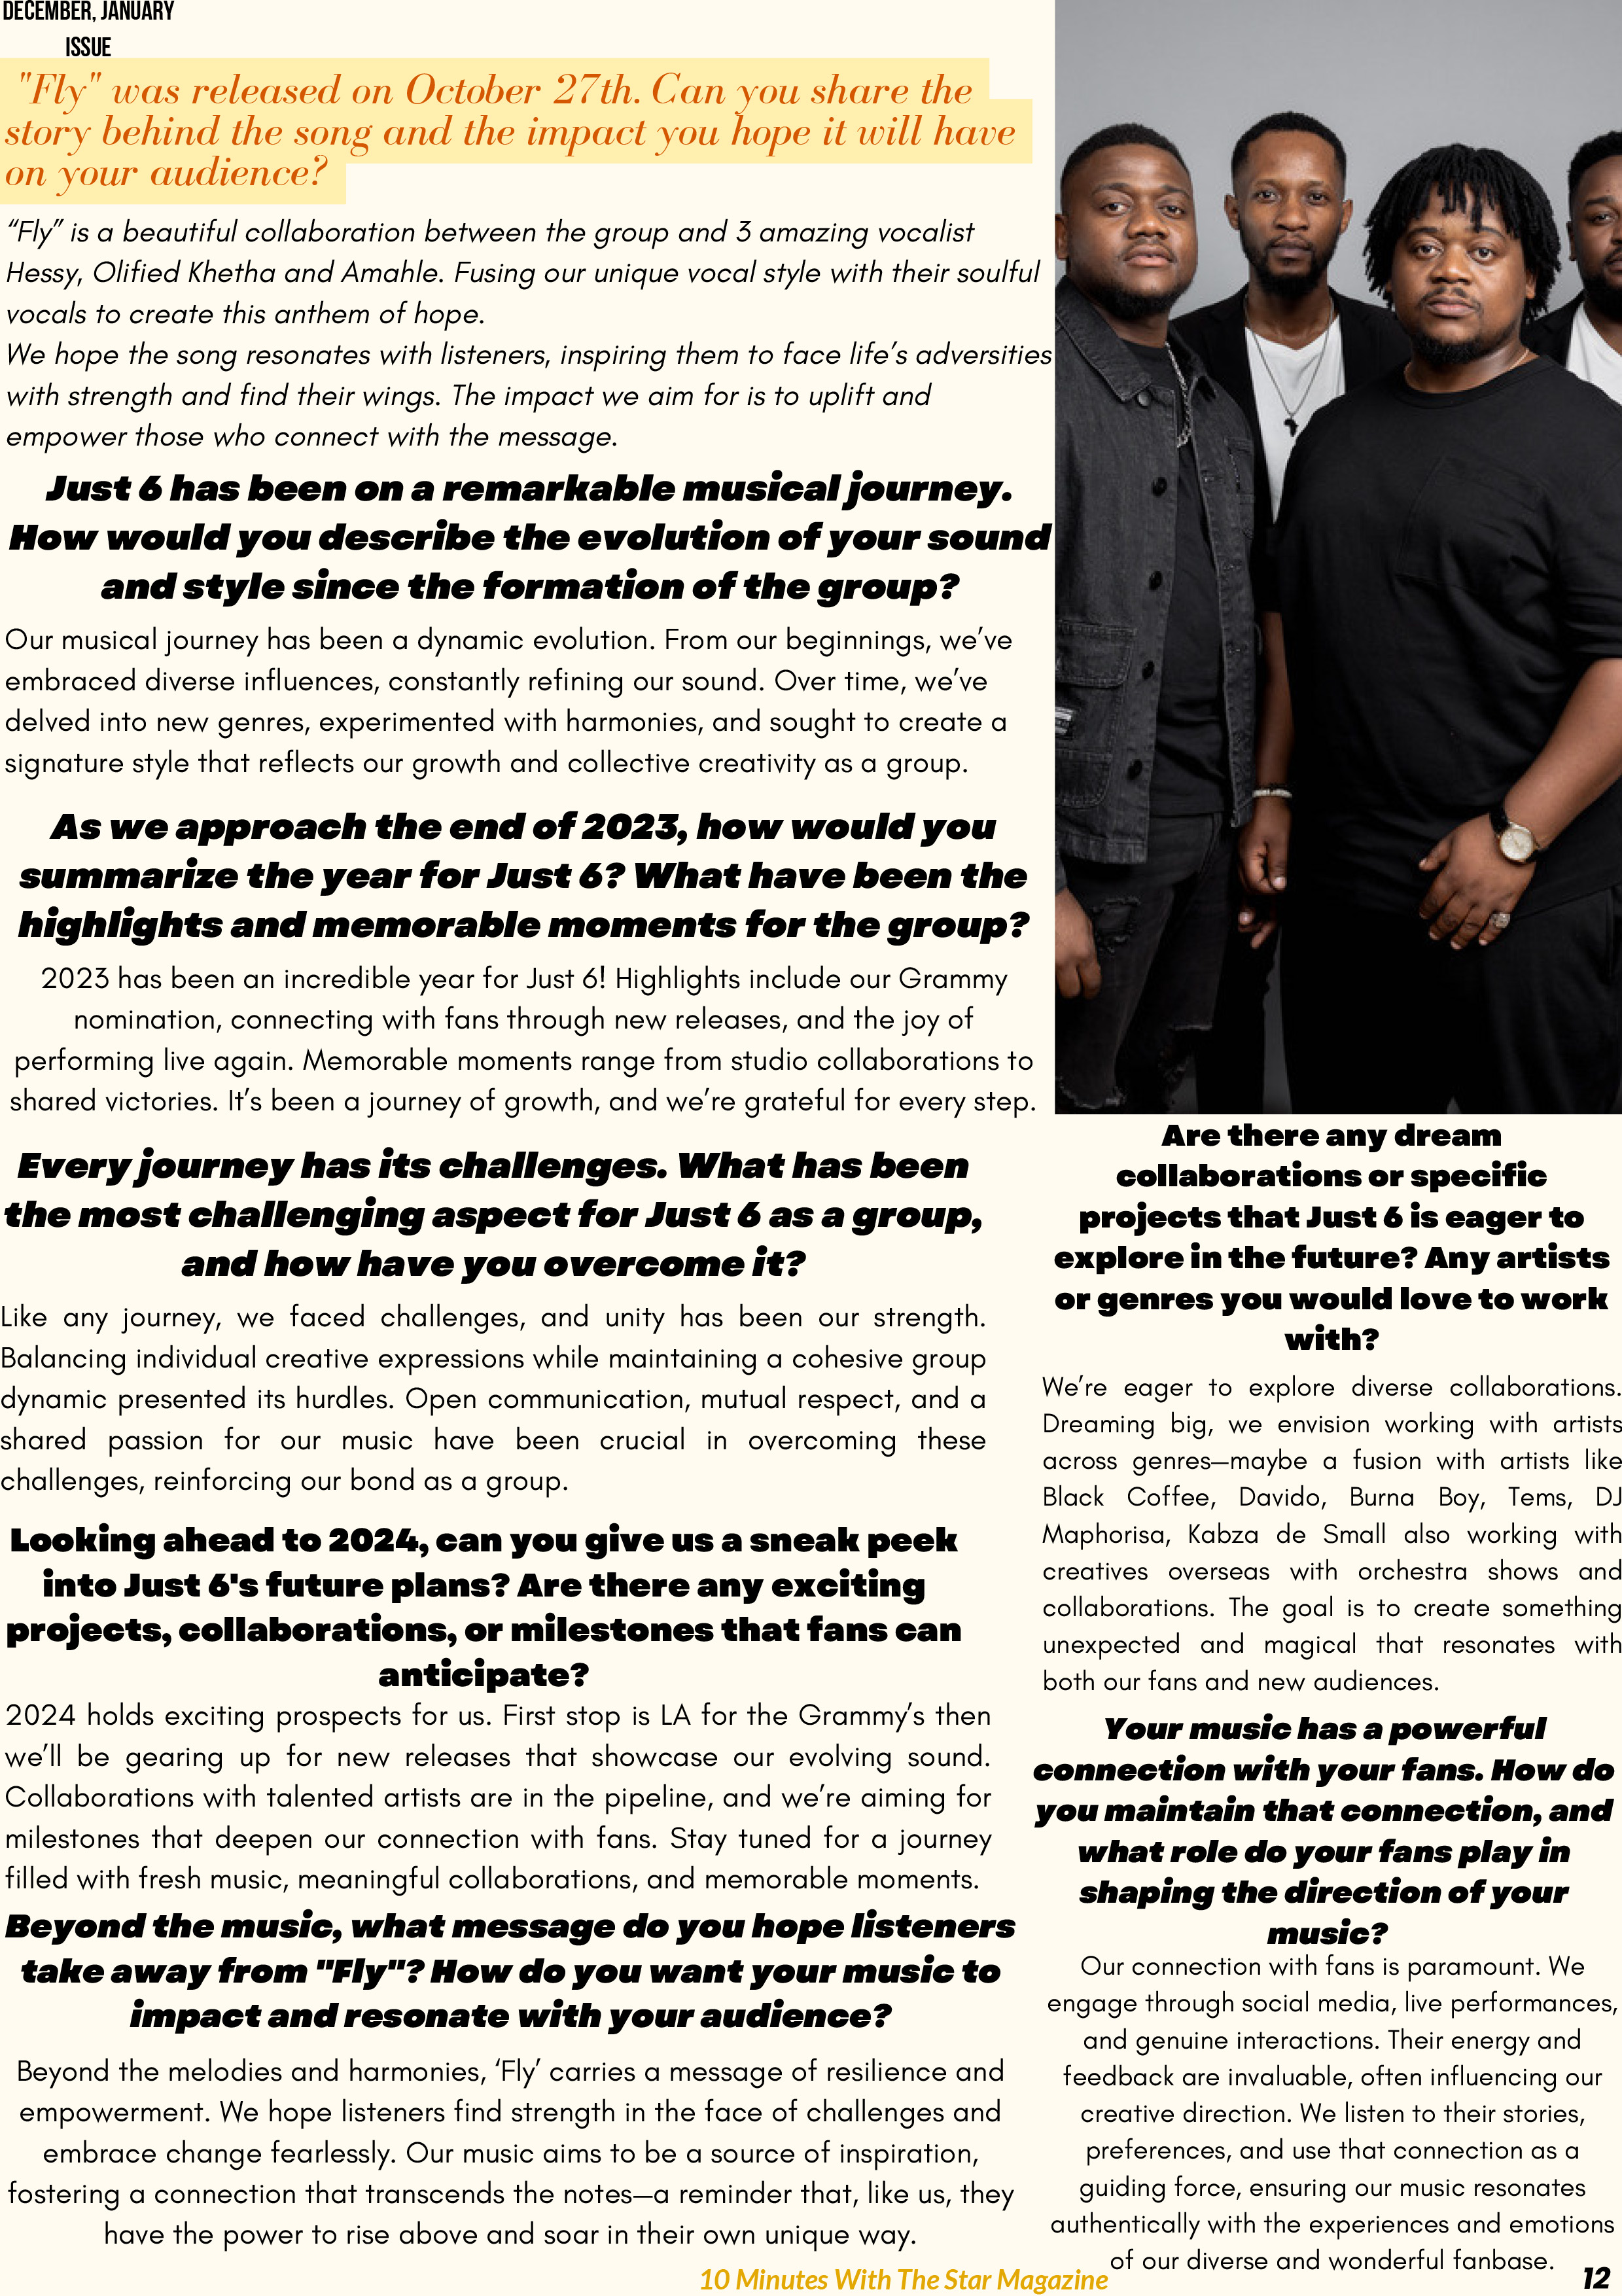 DECEMBER, JANUARY
ISSUE
"Fly" was released on October 27th. Can you share the
story behind the song and the impact you hope it will have
on your audience?
“Fly” is a beautiful collaboration between the group and 3 amazing vocalist
Hessy, Olified Khetha and Amahle. Fusing our unique vocal style with their soulful
vocals to create this anthem of hope.
We hope the song resonates with listeners, inspiring them to face life’s adversities
with strength and find their wings. The impact we aim for is to uplift and
empower those who connect with the message.
Just 6 has been on a remarkable musical journey.
How would you describe the evolution of your sound
and style since the formation of the group?
Our musical journey has been a dynamic evolution. From our beginnings, we’ve
embraced diverse influences, constantly refining our sound. Over time, we’ve
delved into new genres, experimented with harmonies, and sought to create a
signature style that reflects our growth and collective creativity as a group.
As we approach the end of 2023, how would you
summarize the year for Just 6? What have been the
highlights and memorable moments for the group?
2023 has been an incredible year for Just 6! Highlights include our Grammy
nomination, connecting with fans through new releases, and the joy of
performing live again. Memorable moments range from studio collaborations to
shared victories. It’s been a journey of growth, and we’re grateful for every step.
Every journey has its challenges. What has been
the most challenging aspect for Just 6 as a group,
and how have you overcome it?
Like any journey, we faced challenges, and unity has been our strength.
Balancing individual creative expressions while maintaining a cohesive group
dynamic presented its hurdles. Open communication, mutual respect, and a
shared passion for our music have been crucial in overcoming these
challenges, reinforcing our bond as a group.
Looking ahead to 2024, can you give us a sneak peek
into Just 6's future plans? Are there any exciting
projects, collaborations, or milestones that fans can
anticipate?
2024 holds exciting prospects for us. First stop is LA for the Grammy’s then
we’ll be gearing up for new releases that showcase our evolving sound.
Collaborations with talented artists are in the pipeline, and we’re aiming for
milestones that deepen our connection with fans. Stay tuned for a journey
filled with fresh music, meaningful collaborations, and memorable moments.
Beyond the music, what message do you hope listeners
take away from "Fly"? How do you want your music to
impact and resonate with your audience?
Beyond the melodies and harmonies, ‘Fly’ carries a message of resilience and
empowerment. We hope listeners find strength in the face of challenges and
embrace change fearlessly. Our music aims to be a source of inspiration,
fostering a connection that transcends the notes—a reminder that, like us, they
have the power to rise above and soar in their own unique way.
Are there any dream
collaborations or specific
projects that Just 6 is eager to
explore in the future? Any artists
or genres you would love to work
with?
We’re eager to explore diverse collaborations.
Dreaming big, we envision working with artists
across genres—maybe a fusion with artists like
Black Coffee, Davido, Burna Boy, Tems, DJ
Maphorisa, Kabza de Small also working with
creatives overseas with orchestra shows and
collaborations. The goal is to create something
unexpected and magical that resonates with
both our fans and new audiences.
Your music has a powerful
connection with your fans. How do
you maintain that connection, and
what role do your fans play in
shaping the direction of your
music?
Our connection with fans is paramount. We
engage through social media, live performances,
and genuine interactions. Their energy and
feedback are invaluable, often influencing our
creative direction. We listen to their stories,
preferences, and use that connection as a
guiding force, ensuring our music resonates
authentically with the experiences and emotions
of our diverse and wonderful fanbase.
10 Minutes With The Star Magazine
12